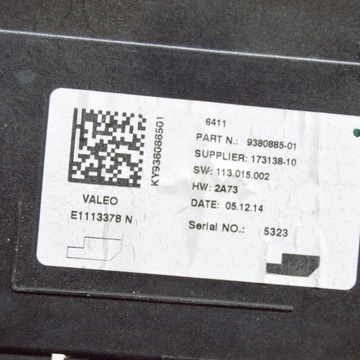 KY938088501
VALEO
E1113378 N
6411
PART N.: 9380885-01
SUPPLIER: 173138-10
SW: 113.015.002
HW: 2A73
DATE: 05.12.14
Serial NO.: 5323